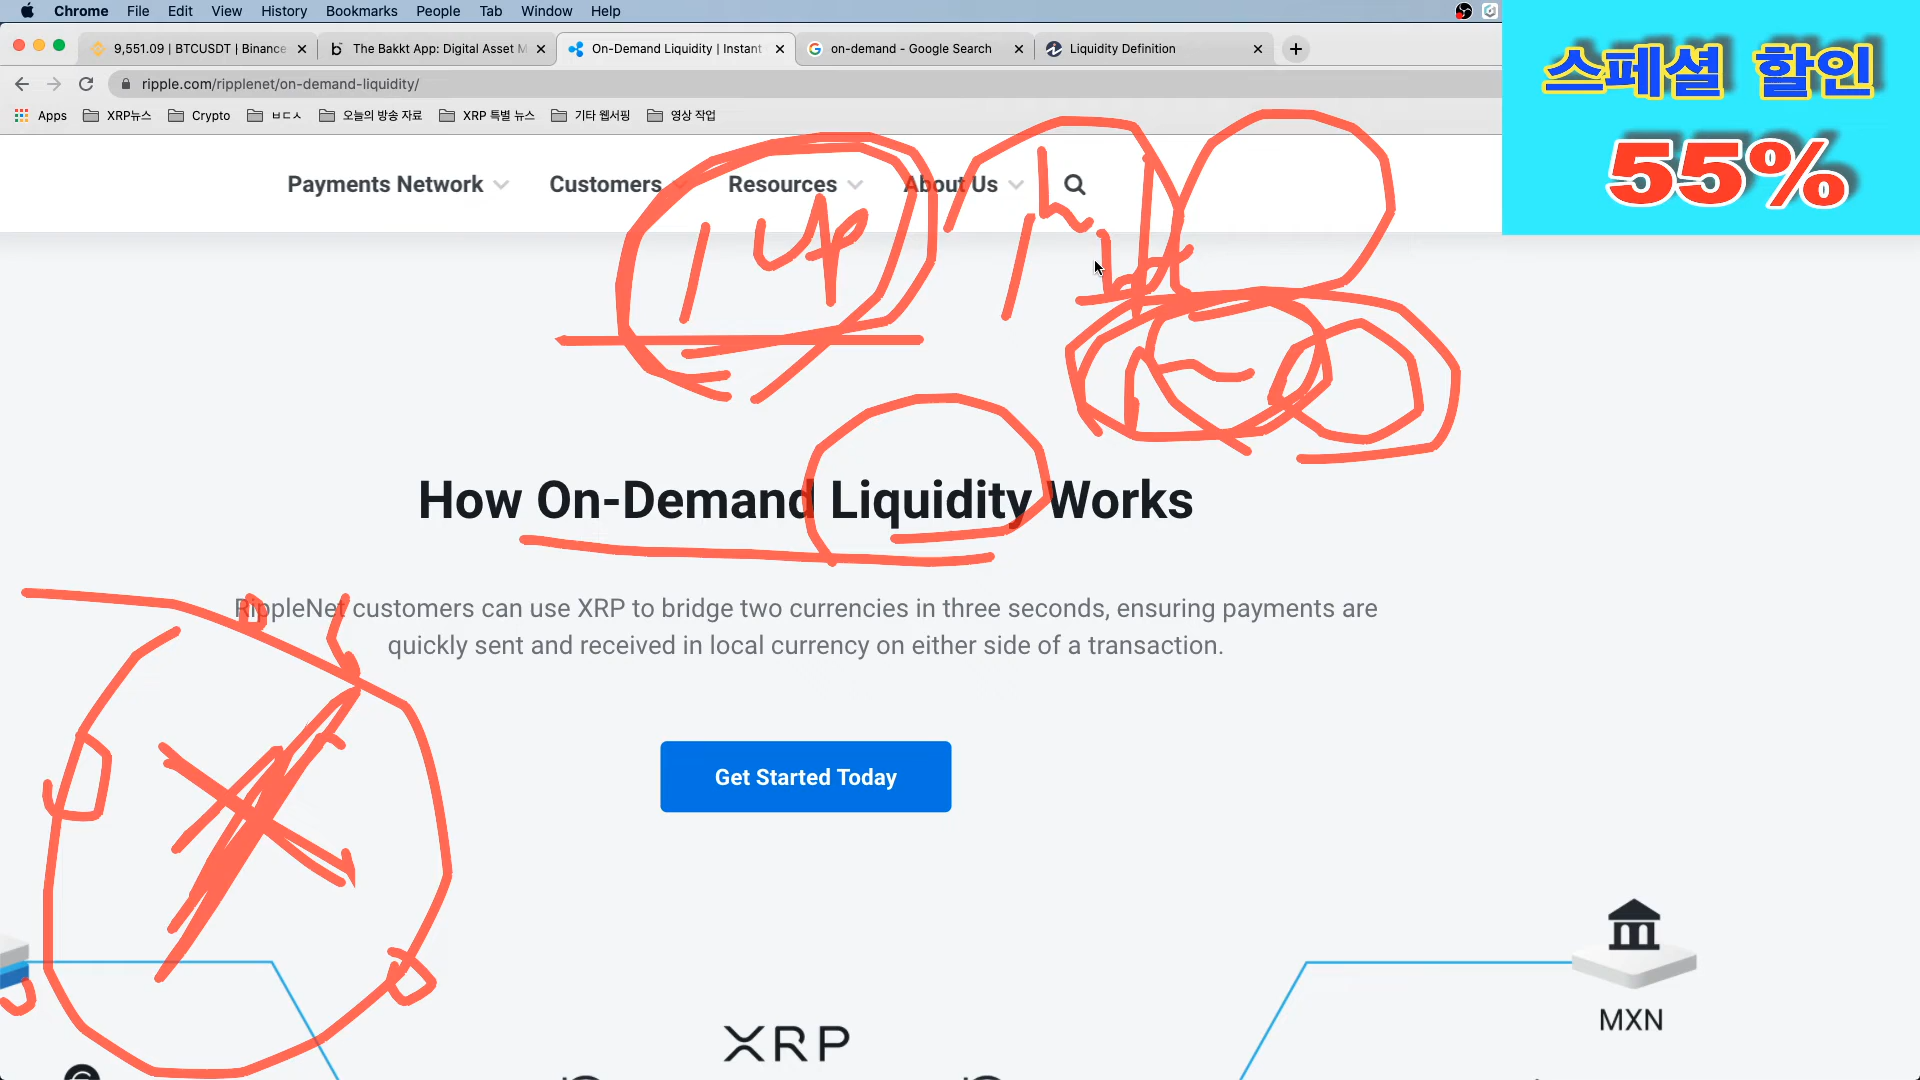 Chrome File Edit View History Bookmarks People Tab Window Help
9,551.09 | BTCUSDT | Binance
The Bakkt App: Digital Asset M
On-Demand Liquidity | Instant
on-demand - Google Search
Liquidity Definition
ripple.com/ripplenet/on-demand-liquidity/
Apps XRP뉴스 Crypto ㅂㄷㅅ 오늘의 방송 자료 XRP 특별 뉴스 기타 웹서핑 영상 작업
스페셜 할인
55%
Payments Network Customers Resources About Us
How On-Demand Liquidity Works
RippleNet customers can use XRP to bridge two currencies in three seconds, ensuring payments are
quickly sent and received in local currency on either side of a transaction.
Get Started Today
XRP
MXN